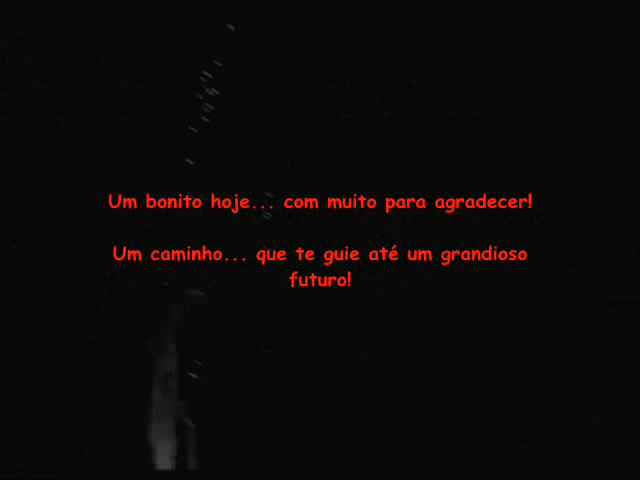 Um bonito hoje... com muito para agradecer!
Um caminho... que te guie até um grandioso
futuro!